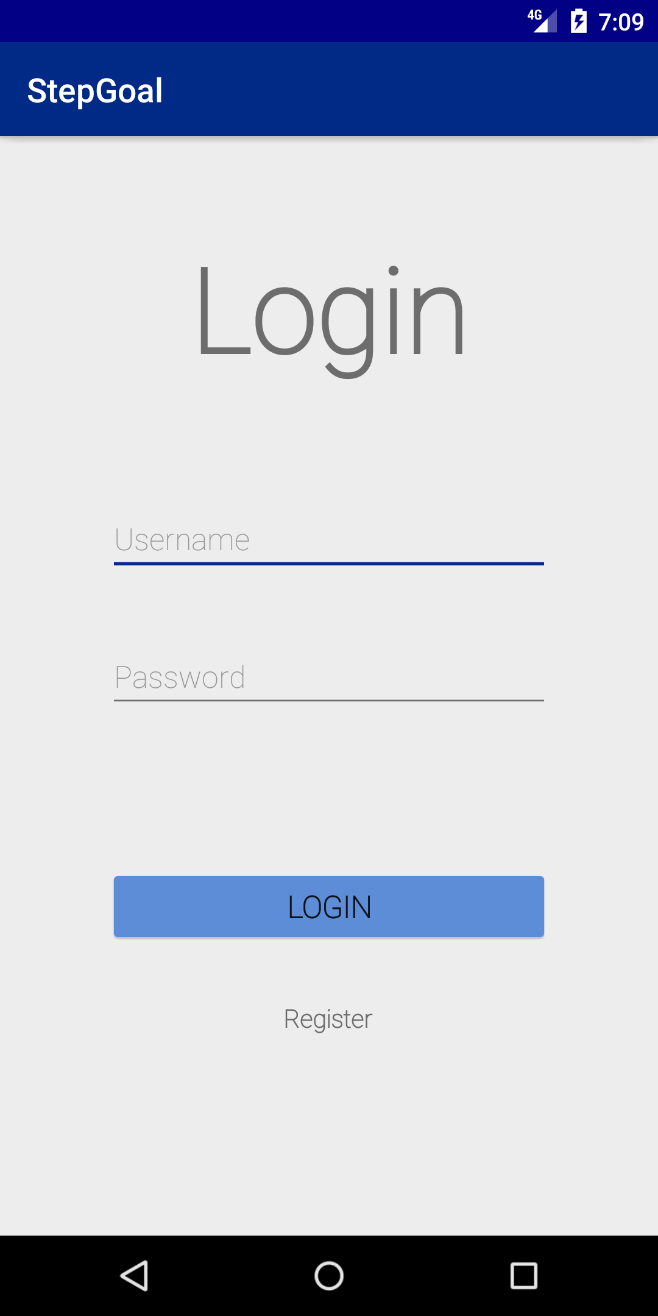 4G 7:09
StepGoal
Login
Username
Password
LOGIN
Register